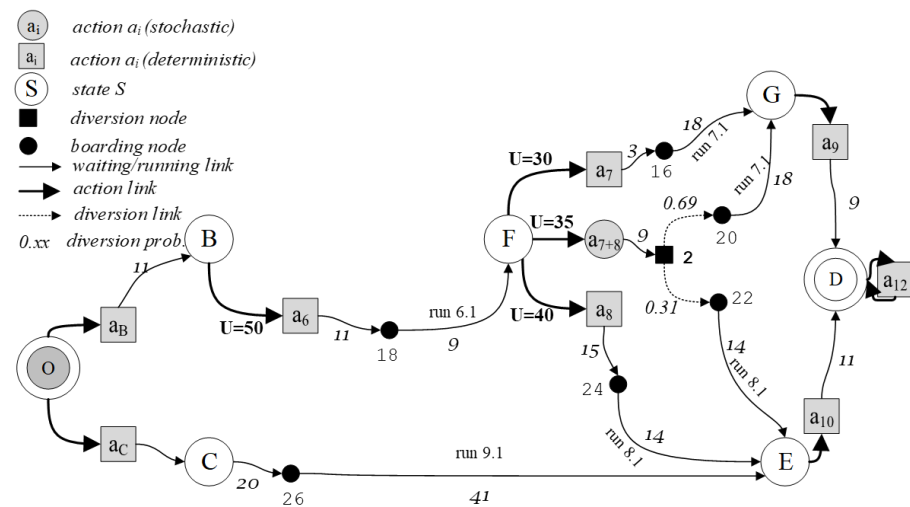 aᵢ action aᵢ (stochastic)
aᵢ action aᵢ (deterministic)
S state S
diversion node
boarding node
waiting/running link
action link
diversion link
0.xx diversion prob.
G
18
run 7.1
a₉
U=30
a₇
3
16
run 7.1
18
9
0.69
20
B
11
U=35
F
a₇₊₈
9
2
D
a₁₂
0.31
22
U=50
a₆
U=40
a₈
11
run 6.1
18
9
a_B
15
14
run 8.1
11
O
24
14
run 8.1
a₁₀
a_C
C
20
run 9.1
E
26
41